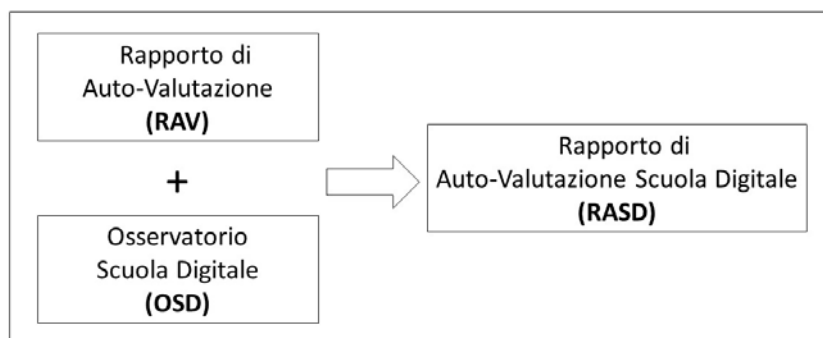 Rapporto di
Auto-Valutazione
(RAV)
+
Osservatorio
Scuola Digitale
(OSD)
Rapporto di
Auto-Valutazione Scuola Digitale
(RASD)